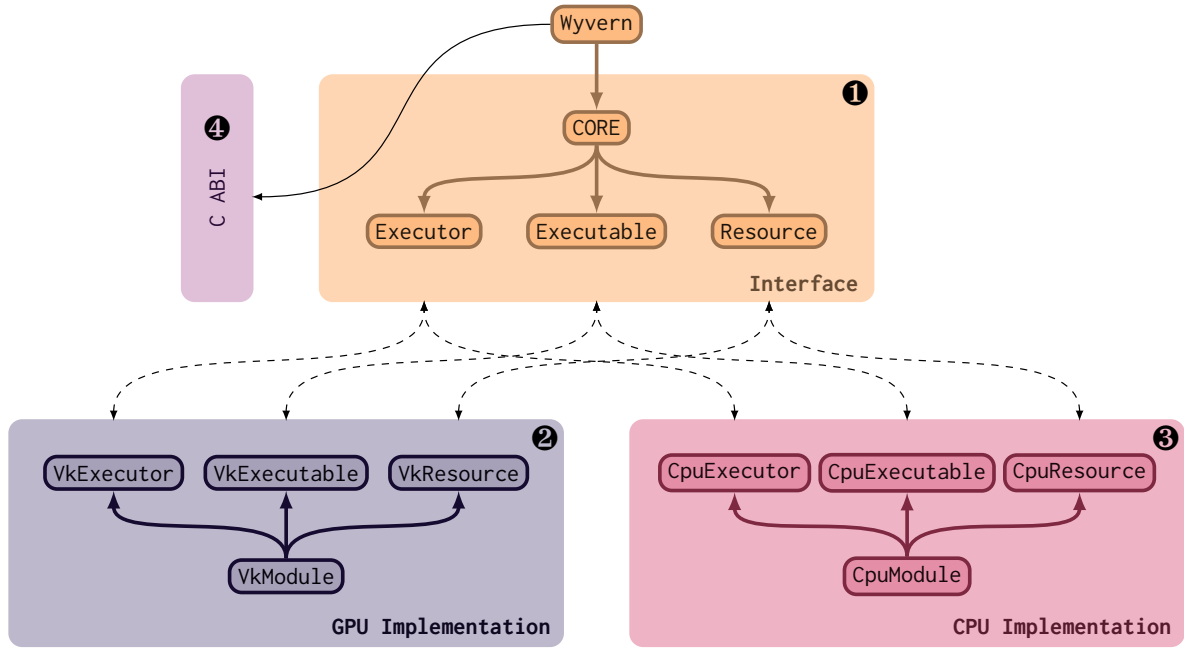 Wyvern
❶
❹
CORE
C ABI
Executor
Executable
Resource
Interface
❷
❸
VkExecutor
VkExecutable
VkResource
CpuExecutor
CpuExecutable
CpuResource
VkModule
CpuModule
GPU Implementation
CPU Implementation